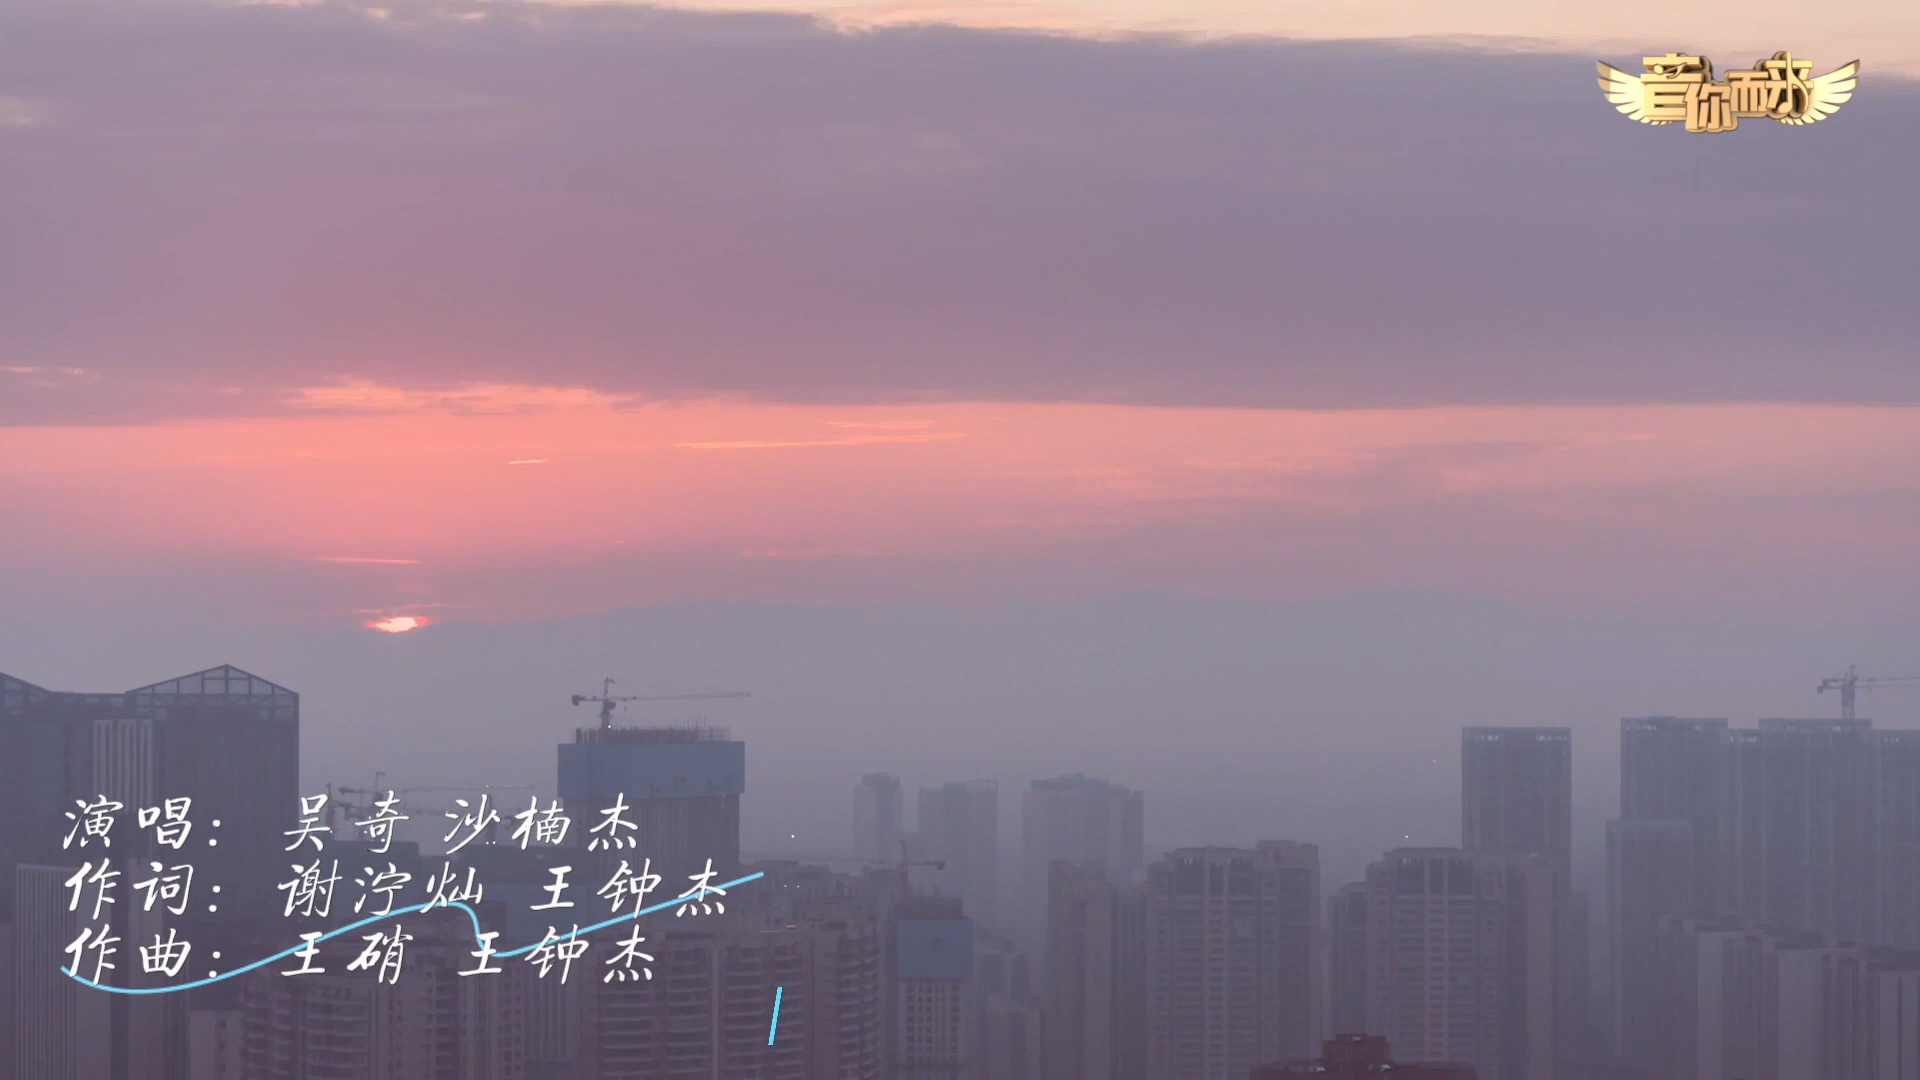 音你而来
演唱: 吴奇 沙楠杰
作词: 谢泞灿 王钟杰
作曲: 王硝 王钟杰